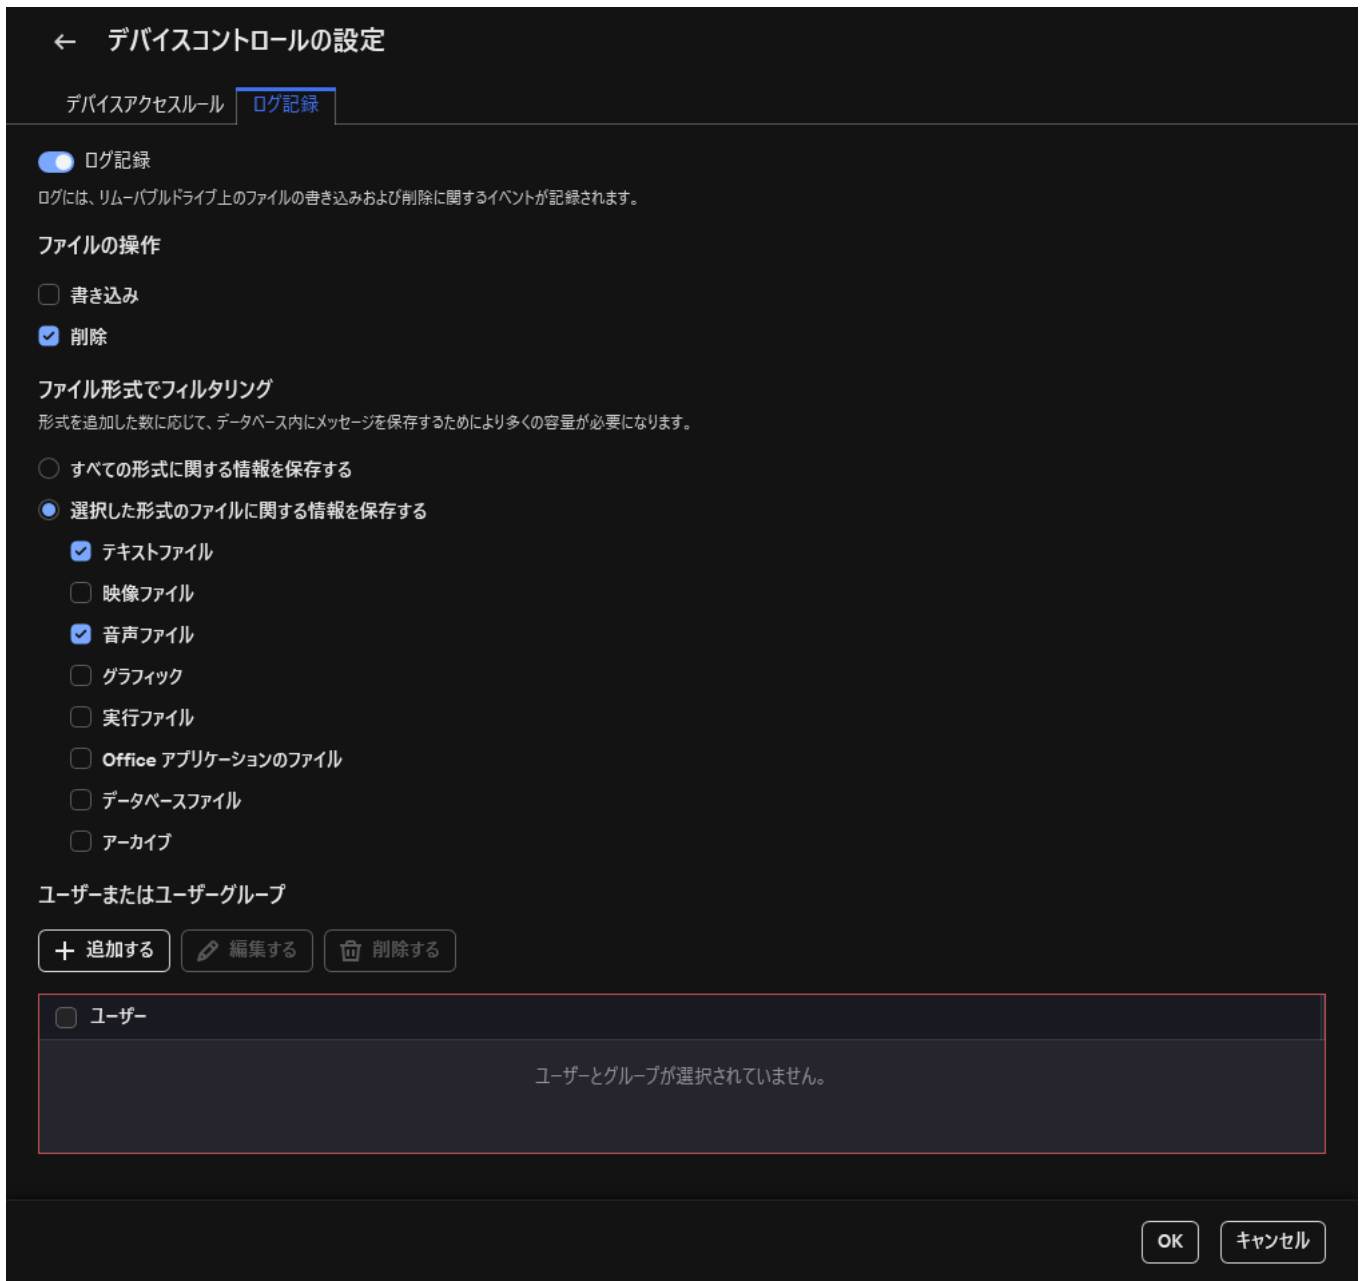 デバイスコントロールの設定
デバイスアクセスルール
ログ記録
ログ記録
ログには、リムーバブルドライブ上のファイルの書き込みおよび削除に関するイベントが記録されます。
ファイルの操作
書き込み
削除
ファイル形式でフィルタリング
形式を追加した数に応じて、データベース内にメッセージを保存するためにより多くの容量が必要になります。
すべての形式に関する情報を保存する
選択した形式のファイルに関する情報を保存する
テキストファイル
映像ファイル
音声ファイル
グラフィック
実行ファイル
Office アプリケーションのファイル
データベースファイル
アーカイブ
ユーザーまたはユーザーグループ
追加する
編集する
削除する
ユーザー
ユーザーとグループが選択されていません。
OK
キャンセル